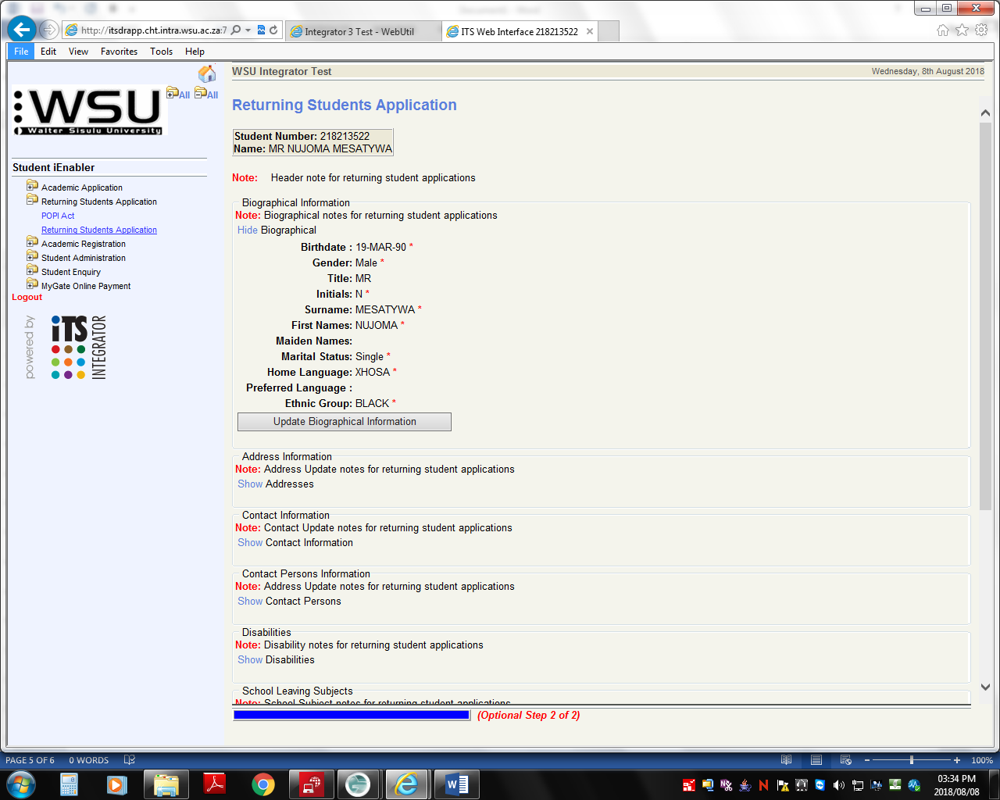 http://itsdrapp.cht.intra.wsu.ac.za:7
Integrator 3 Test - WebUtil
ITS Web Interface 218213522
File Edit View Favorites Tools Help
All All
WSU
Walter Sisulu University
Student iEnabler
Academic Application
Returning Students Application
POPI Act
Returning Students Application
Academic Registration
Student Administration
Student Enquiry
MyGate Online Payment
Logout
powered by
iTS
INTEGRATOR
WSU Integrator Test
Wednesday, 8th August 2018
Returning Students Application
Student Number: 218213522
Name: MR NUJOMA MESATYWA
Note: Header note for returning student applications
Biographical Information
Note: Biographical notes for returning student applications
Hide Biographical
Birthdate : 19-MAR-90 *
Gender: Male *
Title: MR
Initials: N *
Surname: MESATYWA *
First Names: NUJOMA *
Maiden Names:
Marital Status: Single *
Home Language: XHOSA *
Preferred Language :
Ethnic Group: BLACK *
Update Biographical Information
Address Information
Note: Address Update notes for returning student applications
Show Addresses
Contact Information
Note: Contact Update notes for returning student applications
Show Contact Information
Contact Persons Information
Note: Address Update notes for returning student applications
Show Contact Persons
Disabilities
Note: Disability notes for returning student applications
Show Disabilities
School Leaving Subjects
Note: School Subject notes for returning student applications
(Optional Step 2 of 2)
PAGE 5 OF 6 0 WORDS
100%
03:34 PM
2018/08/08